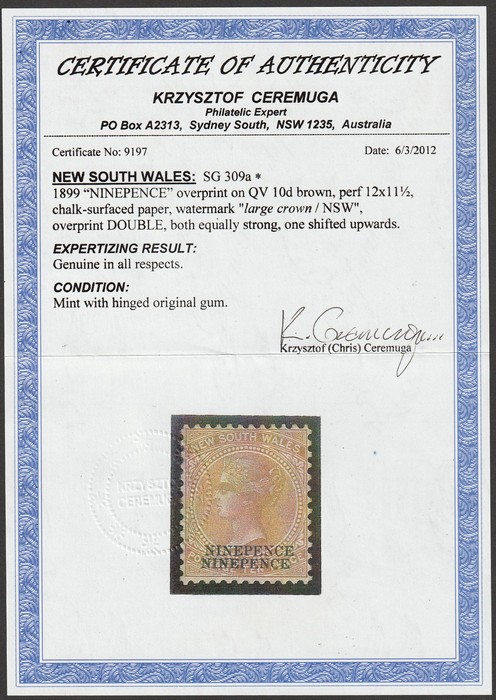 CERTIFICATE OF AUTHENTICITY
KRZYSZTOF CEREMUGA
Philatelic Expert
PO Box A2313, Sydney South, NSW 1235, Australia
Certificate No: 9197
Date: 6/3/2012
NEW SOUTH WALES: SG 309a *
1899 “NINEPENCE” overprint on QV 10d brown, perf 12x11½,
chalk-surfaced paper, watermark "large crown / NSW",
overprint DOUBLE, both equally strong, one shifted upwards.
EXPERTIZING RESULT:
Genuine in all respects.
CONDITION:
Mint with hinged original gum.
K. Ceremuga
Krzysztof (Chris) Ceremuga
KRZYSZTOF
CEREMUGA
NEW SOUTH WALES
NINEPENCE
NINEPENCE